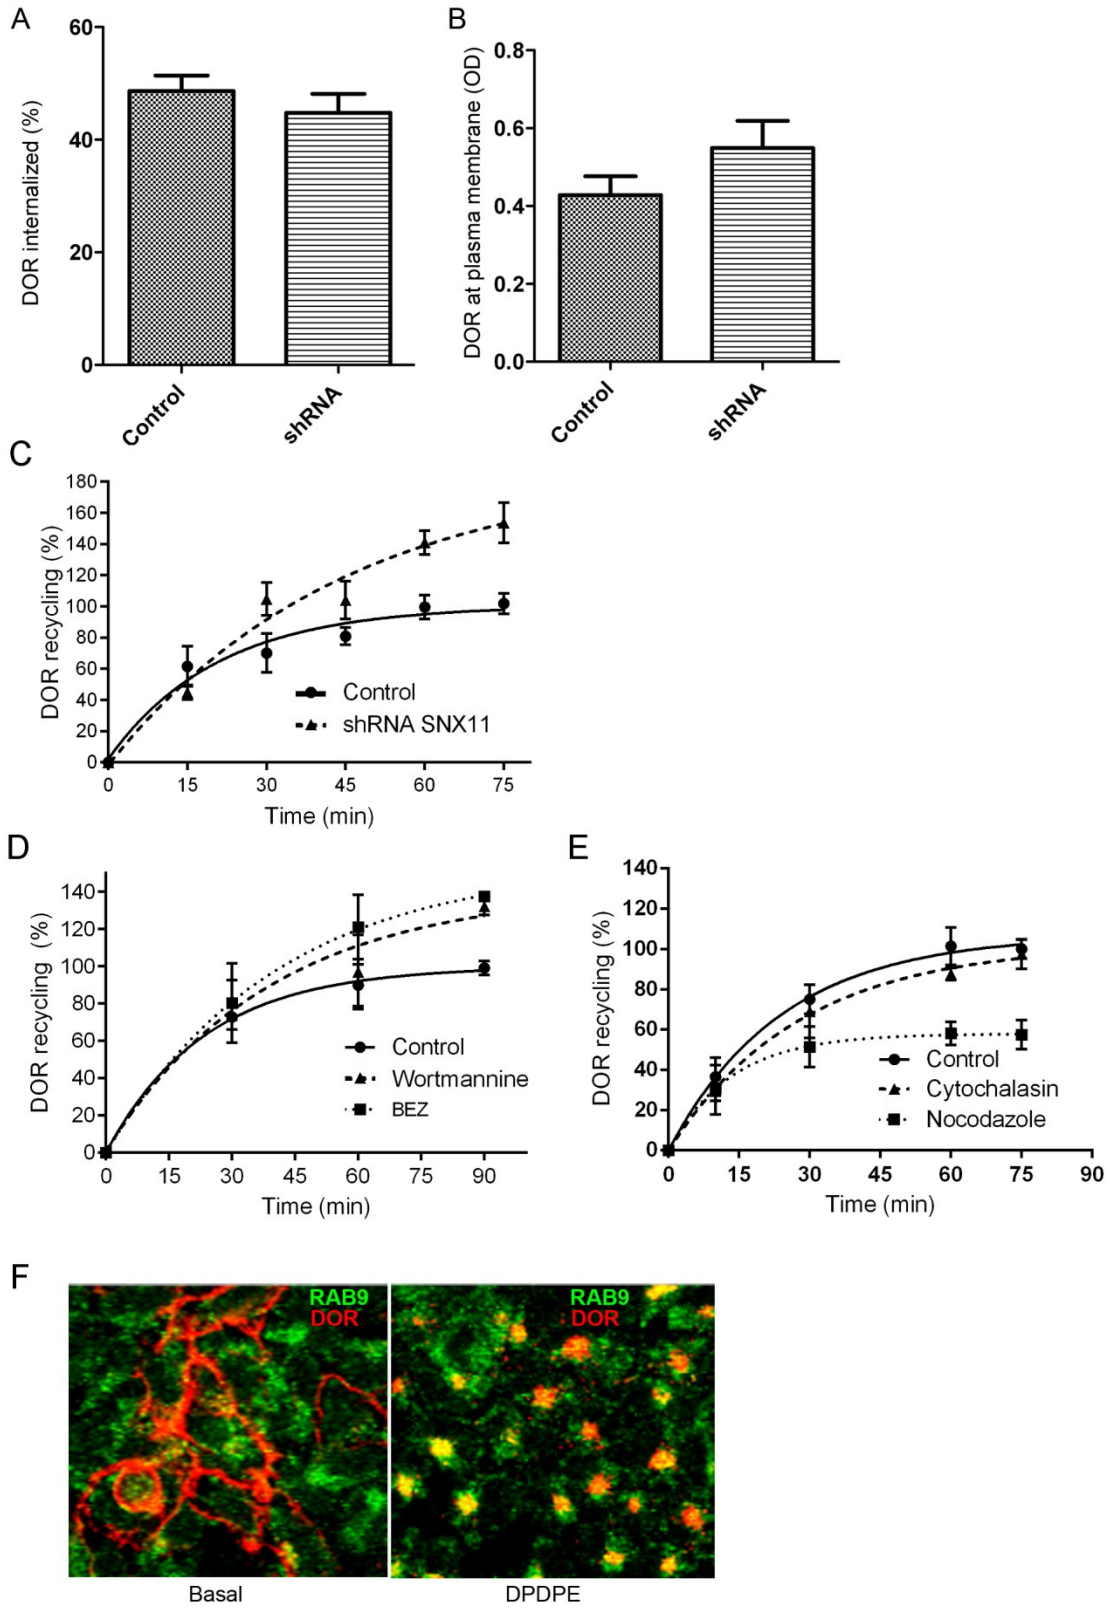 A
DOR internalized (%)
60
40
20
0
Control
shRNA
B
DOR at plasma membrane (OD)
0.8
0.6
0.4
0.2
0.0
Control
shRNA
C
DOR recycling (%)
180
160
140
120
100
80
60
40
20
0
0 15 30 45 60 75
Time (min)
Control
shRNA SNX11
D
DOR recycling (%)
140
120
100
80
60
40
20
0
0 15 30 45 60 75 90
Time (min)
Control
Wortmannine
BEZ
E
DOR recycling (%)
140
120
100
80
60
40
20
0
0 15 30 45 60 75 90
Time (min)
Control
Cytochalasin
Nocodazole
F
RAB9
DOR
Basal
RAB9
DOR
DPDPE